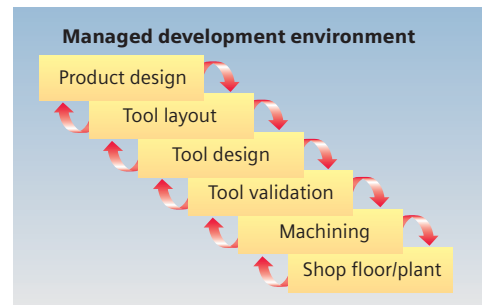 Managed development environment
Product design
Tool layout
Tool design
Tool validation
Machining
Shop floor/plant